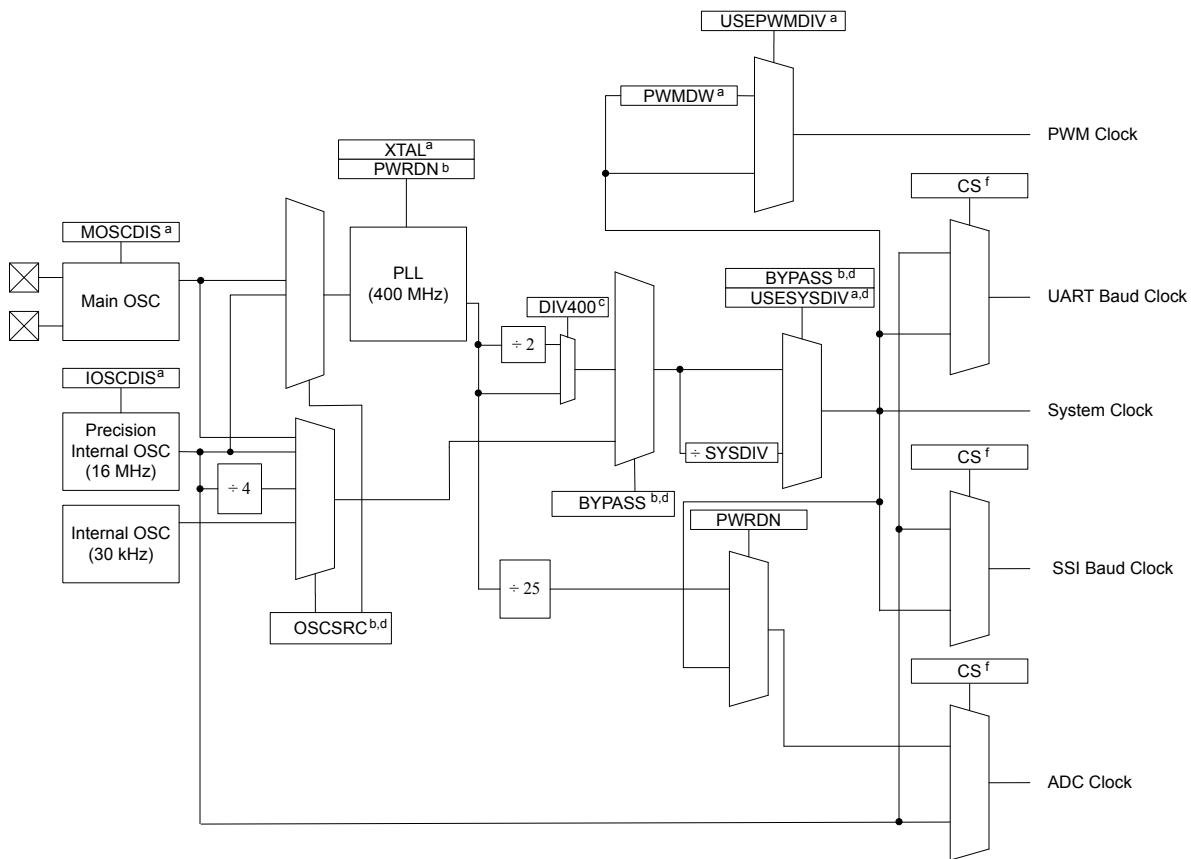 USEPWMDIV a
PWMDW a
PWM Clock
XTAL a
PWRDN b
CS f
MOSCDIS a
Main OSC
PLL
(400 MHz)
BYPASS b,d
USESYSDIV a,d
UART Baud Clock
DIV400 c
÷ 2
IOSCDIS a
Precision
Internal OSC
(16 MHz)
System Clock
÷ SYSDIV
÷ 4
BYPASS b,d
CS f
Internal OSC
(30 kHz)
PWRDN
SSI Baud Clock
÷ 25
OSCSRC b,d
CS f
ADC Clock